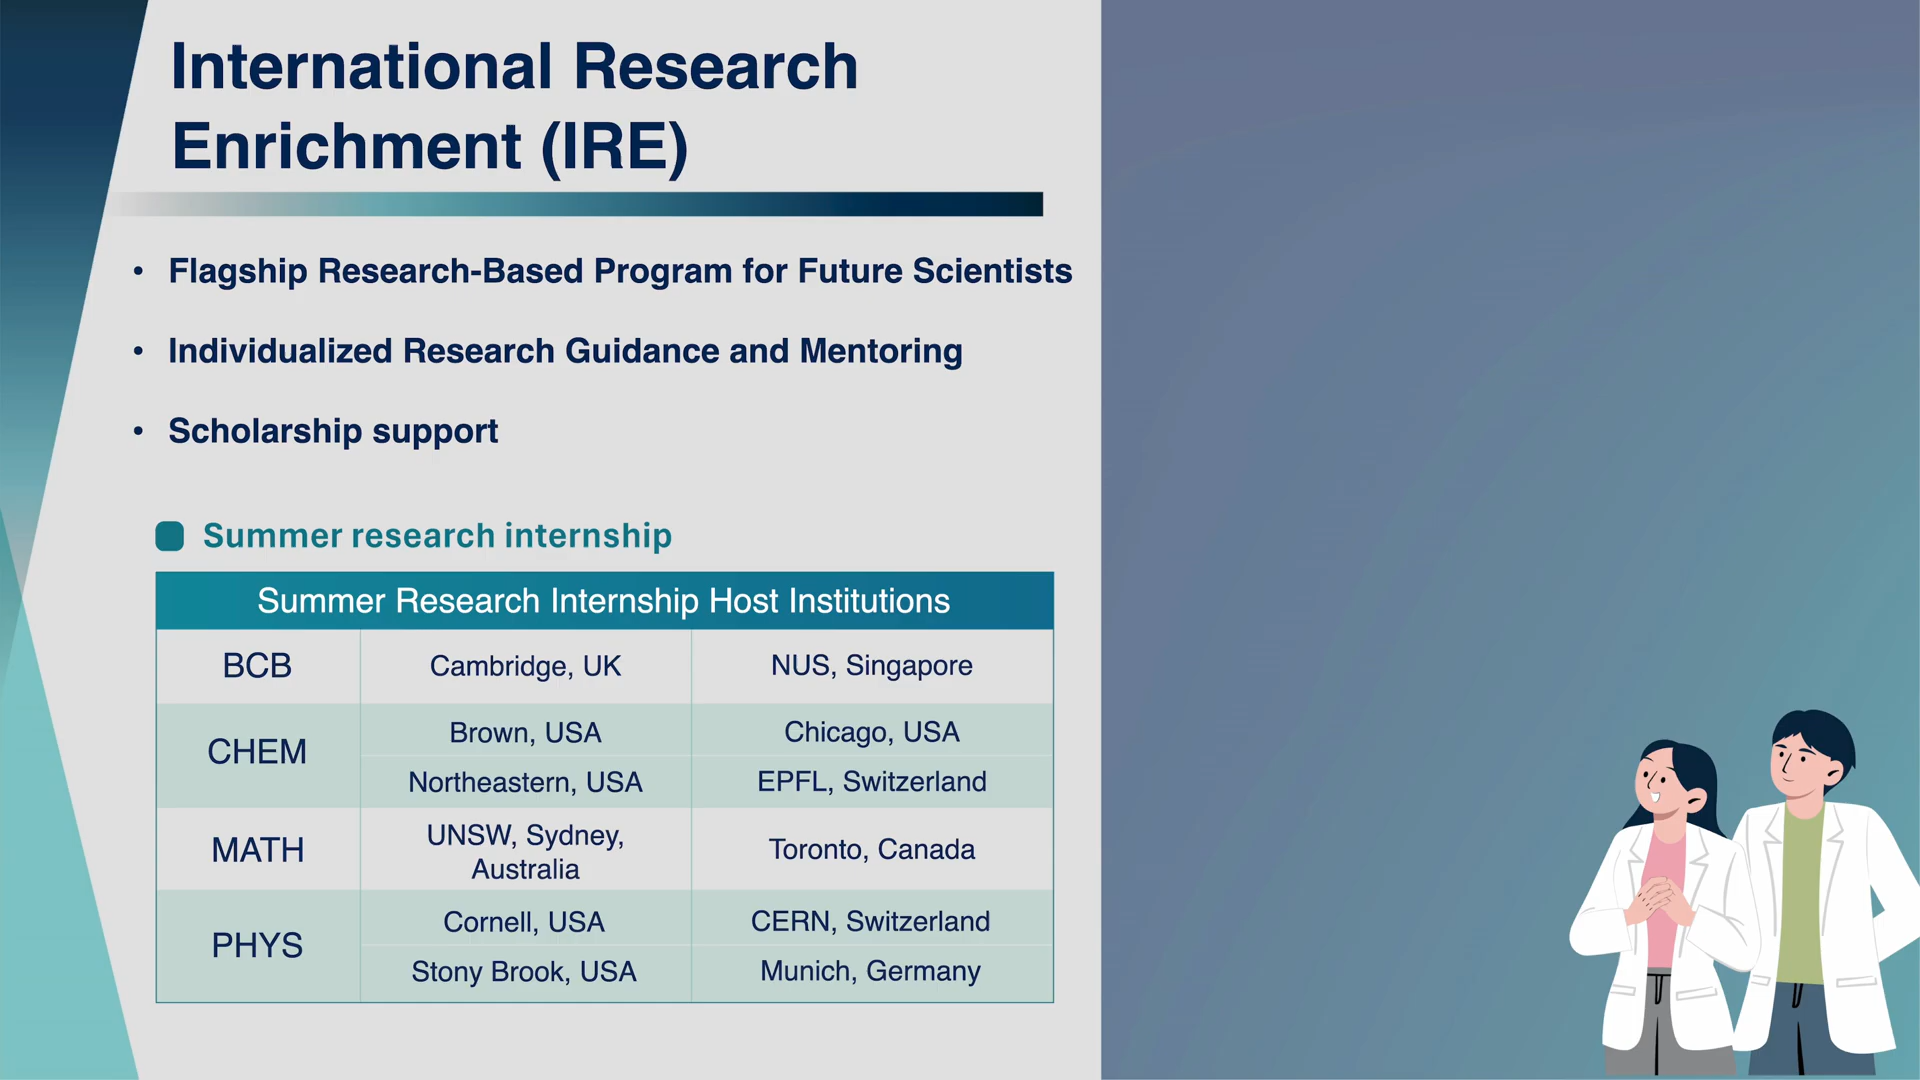 International Research
Enrichment (IRE)
• Flagship Research-Based Program for Future Scientists
• Individualized Research Guidance and Mentoring
• Scholarship support
Summer research internship
Summer Research Internship Host Institutions
BCB
Cambridge, UK
NUS, Singapore
CHEM
Brown, USA
Chicago, USA
Northeastern, USA
EPFL, Switzerland
MATH
UNSW, Sydney,
Australia
Toronto, Canada
PHYS
Cornell, USA
CERN, Switzerland
Stony Brook, USA
Munich, Germany